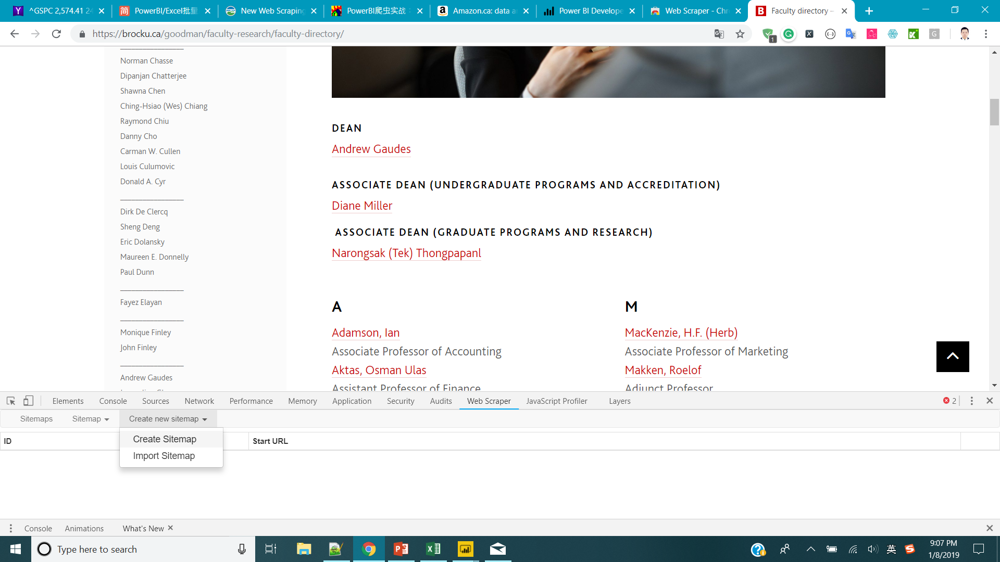 ^GSPC 2,574.41 24
PowerBI/Excel批量
New Web Scraping
PowerBI爬虫实战
Amazon.ca: data a
Power BI Develope
Web Scraper - Chr
Faculty directory –
https://brocku.ca/goodman/faculty-research/faculty-directory/
1
Norman Chasse
Dipanjan Chatterjee
Shawna Chen
Ching-Hsiao (Wes) Chiang
Raymond Chiu
Danny Cho
Carman W. Cullen
Louis Culumovic
Donald A. Cyr
Dirk De Clercq
Sheng Deng
Eric Dolansky
Maureen E. Donnelly
Paul Dunn
Fayez Elayan
Monique Finley
John Finley
Andrew Gaudes
DEAN
Andrew Gaudes
ASSOCIATE DEAN (UNDERGRADUATE PROGRAMS AND ACCREDITATION)
Diane Miller
ASSOCIATE DEAN (GRADUATE PROGRAMS AND RESEARCH)
Narongsak (Tek) Thongpapanl
A
Adamson, Ian
Associate Professor of Accounting
Aktas, Osman Ulas
Assistant Professor of Finance
M
MacKenzie, H.F. (Herb)
Associate Professor of Marketing
Makken, Roelof
Adjunct Professor
Elements Console Sources Network Performance Memory Application Security Audits Web Scraper JavaScript Profiler Layers 2
Sitemaps Sitemap Create new sitemap
Create Sitemap
Import Sitemap
ID Start URL
Console Animations What's New
Type here to search
英
9:07 PM
1/8/2019